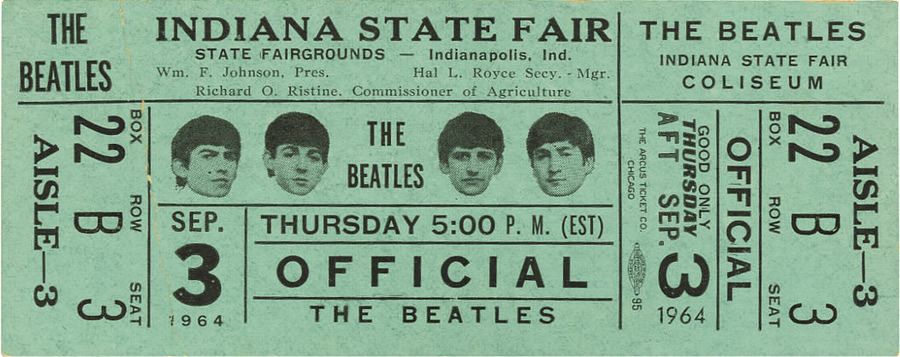 THE
BEATLES
BOX ROW SEAT
22 B 3
AISLE—3
INDIANA STATE FAIR
STATE FAIRGROUNDS — Indianapolis, Ind.
Wm. F. Johnson, Pres. Hal L. Royce Secy. - Mgr.
Richard O. Ristine. Commissioner of Agriculture
THE
BEATLES
SEP.
3
1964
THURSDAY 5:00 P. M. (EST)
OFFICIAL
THE BEATLES
THE BEATLES
INDIANA STATE FAIR
COLISEUM
THE ARCUS TICKET CO.
CHICAGO
95
GOOD ONLY
THURSDAY
AFT SEP.
3
1964
OFFICIAL
BOX ROW SEAT
22 B 3
AISLE—3